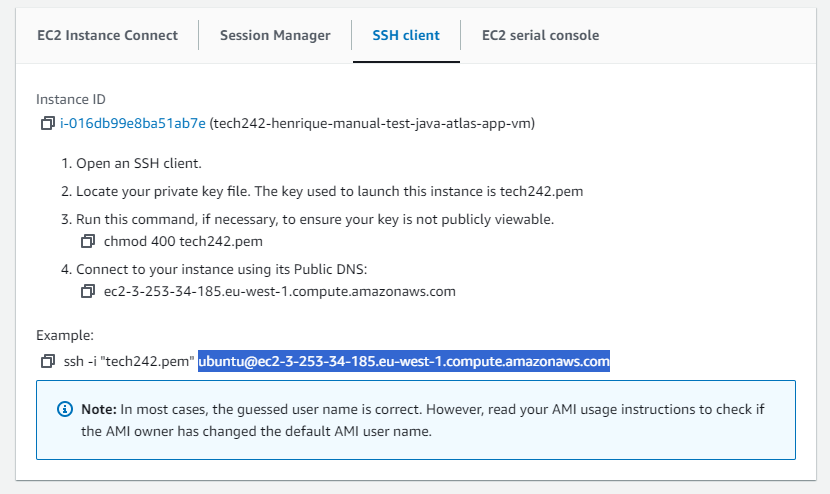 EC2 Instance Connect Session Manager SSH client EC2 serial console
Instance ID
i-016db99e8ba51ab7e (tech242-henrique-manual-test-java-atlas-app-vm)
1. Open an SSH client.
2. Locate your private key file. The key used to launch this instance is tech242.pem
3. Run this command, if necessary, to ensure your key is not publicly viewable.
chmod 400 tech242.pem
4. Connect to your instance using its Public DNS:
ec2-3-253-34-185.eu-west-1.compute.amazonaws.com
Example:
ssh -i "tech242.pem" ubuntu@ec2-3-253-34-185.eu-west-1.compute.amazonaws.com
Note: In most cases, the guessed user name is correct. However, read your AMI usage instructions to check if
the AMI owner has changed the default AMI user name.